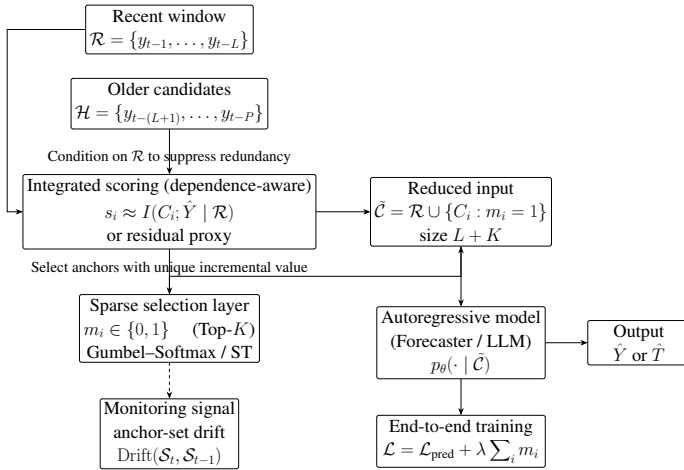 Recent window
ℛ = {y_{t−1}, . . . , y_{t−L}}
Older candidates
ℋ = {y_{t−(L+1)}, . . . , y_{t−P}}
Condition on ℛ to suppress redundancy
Integrated scoring (dependence-aware)
s_i ≈ I(C_i; Ŷ | ℛ)
or residual proxy
Reduced input
𝒞̃ = ℛ ∪ {C_i : m_i = 1}
size L + K
Select anchors with unique incremental value
Sparse selection layer
m_i ∈ {0, 1} (Top-K)
Gumbel–Softmax / ST
Autoregressive model
(Forecaster / LLM)
p_θ(· | 𝒞̃)
Output
Ŷ or T̂
Monitoring signal
anchor-set drift
Drift(𝒮_t, 𝒮_{t−1})
End-to-end training
ℒ = ℒ_pred + λ ∑_i m_i